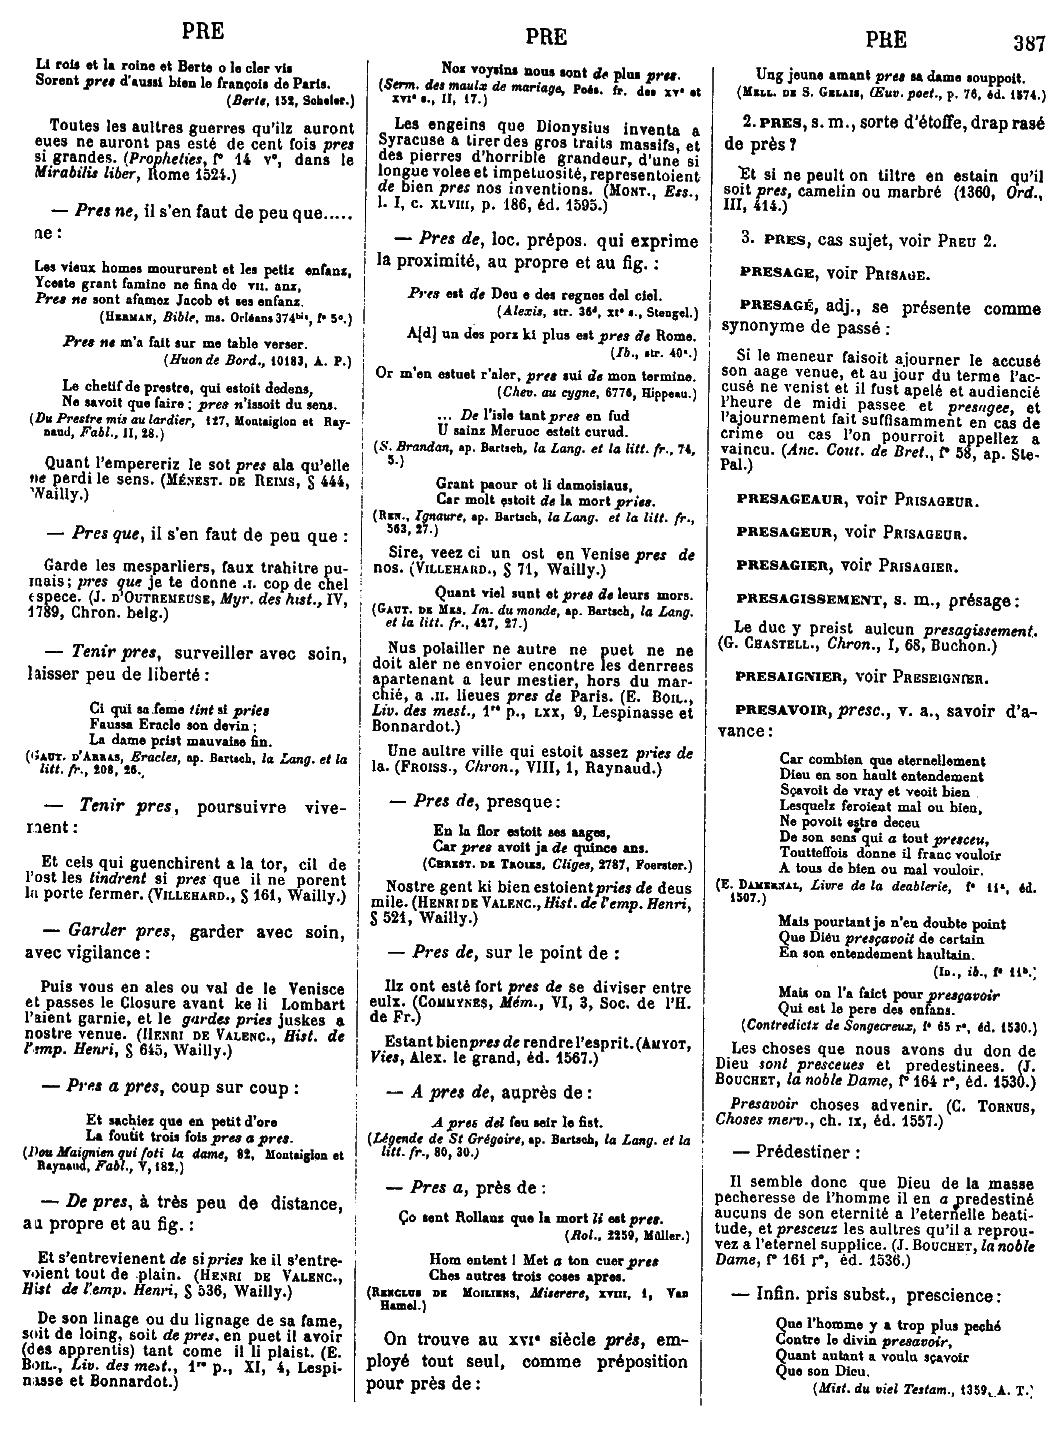 PRE
PRE
PRE
387
Li rois et la roine et Berte o le cler vis
Sorent pres d'aussi bien le françois de Paris.
(Berte, 152, Scheler.)
Toutes les aultres guerres qu'ilz auront
eues ne auront pas esté de cent fois pres
si grandes. (Propheties, f° 14 v°, dans le
Mirabilis liber, Rome 1524.)
— Pres ne, il s'en faut de peu que.....
ne :
Les vieux homes moururent et les petiz enfanz,
Yceste grant famine ne fina de VII. anz,
Pres ne sont afamez Jacob et ses enfanz.
(HERMAN, Bible, ms. Orléans 374bis, f° 5c.)
Pres ne m'a fait sur me table verser.
(Huon de Bord., 10183, A. P.)
Le chetif de prestre, qui estoit dedens,
Ne savoit que faire ; pres n'issoit du sens.
(Du Prestre mis au lardier, 127, Montaiglon et Ray-
naud, Fabl., II, 28.)
Quant l'empereriz le sot pres ala qu'elle
ne perdi le sens. (MÉNEST. DE REIMS, § 444,
Wailly.)
— Pres que, il s'en faut de peu que :
Garde les mesparliers, faux trahitre pu-
mais ; pres que je te donne .I. cop de chel
espece. (J. D'OUTREMEUSE, Myr. des hist., IV,
1789, Chron. belg.)
— Tenir pres, surveiller avec soin,
laisser peu de liberté :
Ci qui sa feme tint si pries
Faussa Eracle son devin ;
La dame prist mauvaise fin.
(GAUT. D'ARRAS, Eracles, ap. Bartsch, la Lang. et la
litt. fr., 208, 26.)
— Tenir pres, poursuivre vive-
ment :
Et cels qui guenchirent a la tor, cil de
l'ost les tindrent si pres que il ne porent
la porte fermer. (VILLEHARD., § 161, Wailly.)
— Garder pres, garder avec soin,
avec vigilance :
Puis vous en ales ou val de le Venisce
et passes le Closure avant ke li Lombart
l'aient garnie, et le gardes pries juskes a
nostre venue. (HENRI DE VALENC., Hist. de
l'emp. Henri, § 645, Wailly.)
— Pres a pres, coup sur coup :
Et sachiez que en petit d'ore
La foutit trois fois pres a pres.
(Dou Maignien qui foti la dame, 82, Montaiglon et
Raynaud, Fabl., V, 182.)
— De pres, à très peu de distance,
au propre et au fig. :
Et s'entrevienent de si pries ke il s'entre-
voient tout de plain. (HENRI DE VALENC.,
Hist de l'emp. Henri, § 536, Wailly.)
De son linage ou du lignage de sa fame,
soit de loing, soit de pres, en puet il avoir
(des apprentis) tant come il li plaist. (E.
BOIL., Liv. des mest., 1re p., XI, 4, Lespi-
nasse et Bonnardot.)
Noz voysins nous sont de plus pres.
(Serm. des maulx de mariage, Poés. fr. des XVe et
XVIe s., II, 17.)
Les engeins que Dionysius inventa a
Syracuse a tirer des gros traits massifs, et
des pierres d'horrible grandeur, d'une si
longue volee et impetuosité, representoient
de bien pres nos inventions. (MONT., Ess.,
l. I, c. XLVIII, p. 186, éd. 1595.)
— Pres de, loc. prépos. qui exprime
la proximité, au propre et au fig. :
Pres est de Deu e des regnes del ciel.
(Alexis, str. 36d, XIe s., Stengel.)
A[d] un des porz ki plus est pres de Rome.
(Ib., str. 40a.)
Or m'en estuet r'aler, pres sui de mon termine.
(Chev. au cygne, 6776, Hippeau.)
... De l'isle tant pres en fud
U sainz Meruoc esteit curud.
(S. Brandan, ap. Bartsch, la Lang. et la litt. fr., 74,
5.)
Grant paour ot li damoisiaus,
Car molt estoit de la mort pries.
(REN., Ignaure, ap. Bartsch, la Lang. et la litt. fr.,
563, 27.)
Sire, veez ci un ost en Venise pres de
nos. (VILLEHARD., § 71, Wailly.)
Quant viel sunt et pres de leurs mors.
(GAUT. DE MES, Im. du monde, ap. Bartsch, la Lang.
et la litt. fr., 427, 27.)
Nus polailler ne autre ne puet ne ne
doit aler ne envoier encontre les denrrees
apartenant a leur mestier, hors du mar-
chié, a .II. lieues pres de Paris. (E. BOIL.,
Liv. des mest., 1re p., LXX, 9, Lespinasse et
Bonnardot.)
Une aultre ville qui estoit assez pries de
la. (FROISS., Chron., VIII, 1, Raynaud.)
— Pres de, presque :
En la flor estoit ses aages,
Car pres avoit ja de quince ans.
(CHREST. DE TROIES, Cliges, 2787, Foerster.)
Nostre gent ki bien estoient pries de deus
mile. (HENRI DE VALENC., Hist. de l'emp. Henri,
§ 521, Wailly.)
— Pres de, sur le point de :
Ilz ont esté fort pres de se diviser entre
eulx. (COMMYNES, Mém., VI, 3, Soc. de l'H.
de Fr.)
Estant bien pres de rendre l'esprit. (AMYOT,
Vies, Alex. le grand, éd. 1567.)
— A pres de, auprès de :
A pres del feu seir le fist.
(Légende de St Grégoire, ap. Bartsch, la Lang. et la
litt. fr., 80, 30.)
— Pres a, près de :
Ço sent Rollanz que la mort li est pres.
(Rol., 2259, Müller.)
Hom entent ! Met a ton cuer pres
Ches autres trois coses apres.
(RENCLUS DE MOILIENS, Miserere, XVIII, 1, Van
Hamel.)
On trouve au XVIe siècle prés, em-
ployé tout seul, comme préposition
pour près de :
Ung jeune amant pres sa dame souppoit.
(MELL. DE S. GELAIS, Œuv. poet., p. 76, éd. 1574.)
2. PRES, s. m., sorte d'étoffe, drap rasé
de près ?
Et si ne peult on tiltre en estain qu'il
soit pres, camelin ou marbré (1360, Ord.,
III, 414.)
3. PRES, cas sujet, voir PREU 2.
PRESAGE, voir PRISAGE.
PRESAGÉ, adj., se présente comme
synonyme de passé :
Si le meneur faisoit ajourner le accusé
son aage venue, et au jour du terme l'ac-
cusé ne venist et il fust apelé et audiencié
l'heure de midi passee et presagee, et
l'ajournement fait suffisamment en cas de
crime ou cas l'on pourroit appellez a
vaincu. (Anc. Cout. de Bret., f° 58, ap. Ste-
Pal.)
PRESAGEAUR, voir PRISAGEUR.
PRESAGEUR, voir PRISAGEUR.
PRESAGIER, voir PRISAGIER.
PRESAGISSEMENT, s. m., présage :
Le duc y preist aulcun presagissement.
(G. CHASTELL., Chron., I, 68, Buchon.)
PRESAIGNIER, voir PRESEIGNIER.
PRESAVOIR, presc., v. a., savoir d'a-
vance :
Car combien que eternellement
Dieu en son hault entendement
Sçavoit de vray et veoit bien
Lesquelz feroient mal ou bien,
Ne povoit estre deceu
De son sens qui a tout presceu,
Toutteffois donne il franc vouloir
A tous de bien ou mal vouloir.
(E. DAMERVAL, Livre de la deablerie, f° 11a, éd.
1507.)
Mais pourtant je n'en doubte point
Que Diéu presçavoit de certain
En son entendement haultain.
(ID., ib., f° 11b.)
Mais on l'a faict pour presçavoir
Qui est le pere des enfans.
(Contredictz de Songecreux, f° 65 r°, éd. 1530.)
Les choses que nous avons du don de
Dieu sont presceues et predestinees. (J.
BOUCHET, la noble Dame, f° 164 r°, éd. 1530.)
Presavoir choses advenir. (C. TORNUS,
Choses merv., ch. IX, éd. 1557.)
— Prédestiner :
Il semble donc que Dieu de la masse
pecheresse de l'homme il en a predestiné
aucuns de son eternité a l'eternelle beati-
tude, et presceuz les aultres qu'il a reprou-
vez a l'eternel supplice. (J. BOUCHET, la noble
Dame, f° 161 r°, éd. 1536.)
— Infin. pris subst., prescience :
Que l'homme y a trop plus peché
Contre le divin presavoir,
Quant autant a voulu sçavoir
Que son Dieu.
(Mist. du viel Testam., 1359, A. T.)